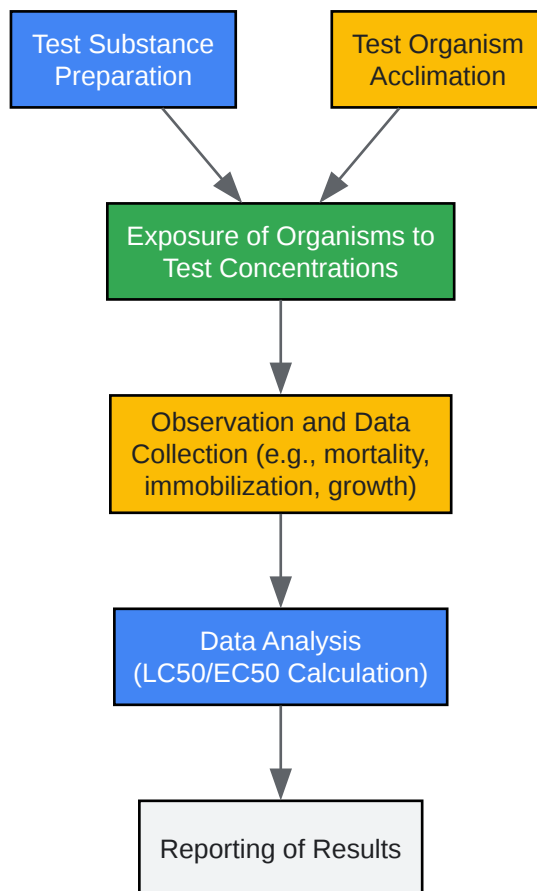 Test Substance
Preparation
Test Organism
Acclimation
Exposure of Organisms to
Test Concentrations
Observation and Data
Collection (e.g., mortality,
immobilization, growth)
Data Analysis
(LC50/EC50 Calculation)
Reporting of Results